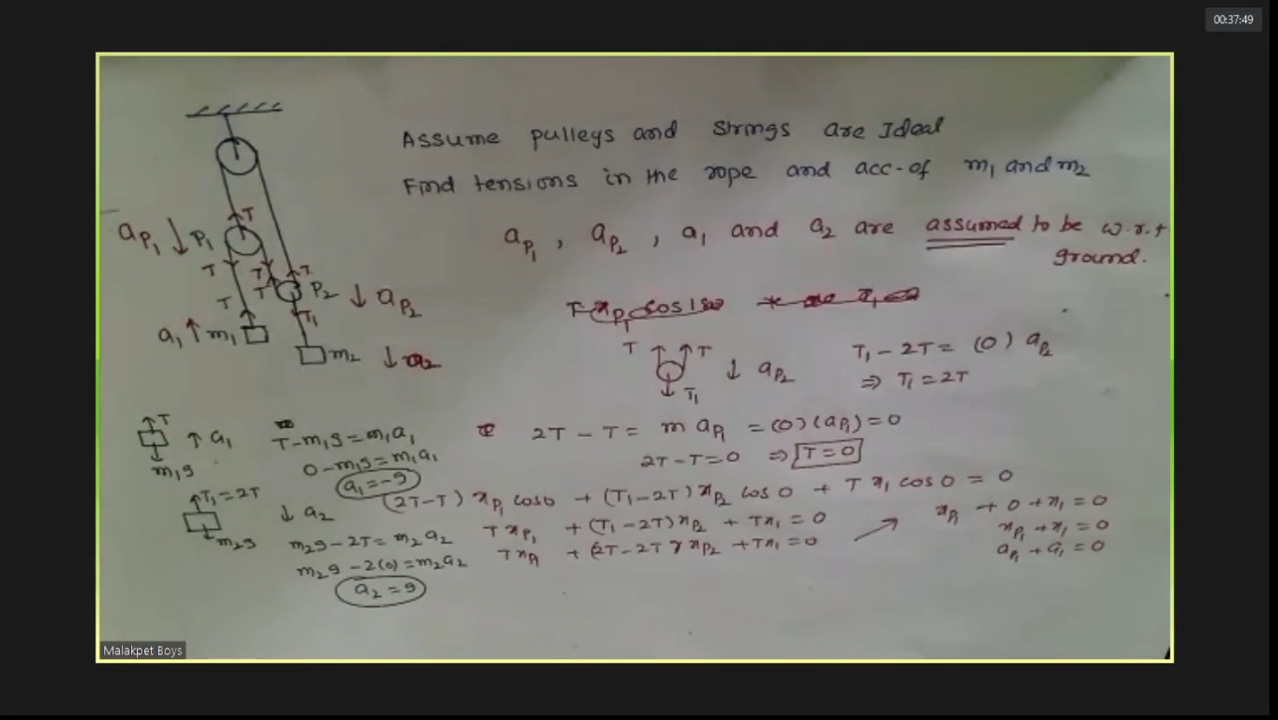 00:37:49
Assume pulleys and strings are Ideal
Find tensions in the rope and acc-of m₁ and m₂
aP₁, aP₂, a₁ and a₂ are assumed to be w.r.t
ground.
aP₁ ↓ P₁
T
T T
T T T
P₂ ↓ aP₂
T₁
a₁ ↑ m₁
m₂ ↓ a₂
T T
↓ aP₂
T₁
T₁ - 2T = (0) aP₂
⇒ T₁ = 2T
2T - T = m aP₁ = (0)(aP₁) = 0
2T - T = 0 ⇒ T = 0
T
↑ a₁
m₁g
T - m₁g = m₁a₁
0 - m₁g = m₁a₁
a₁ = -g
T₁ = 2T
↓ a₂
m₂g
m₂g - 2T = m₂a₂
m₂g - 2(0) = m₂a₂
a₂ = g
(2T-T) xP₁ cos0 + (T₁-2T) xP₂ cos0 + T x₁ cos0 = 0
T xP₁ + (T₁-2T) xP₂ + Tx₁ = 0
T xP₁ + (2T-2T) xP₂ + Tx₁ = 0
xP₁ + 0 + x₁ = 0
xP₁ + x₁ = 0
aP₁ + a₁ = 0
Malakpet Boys